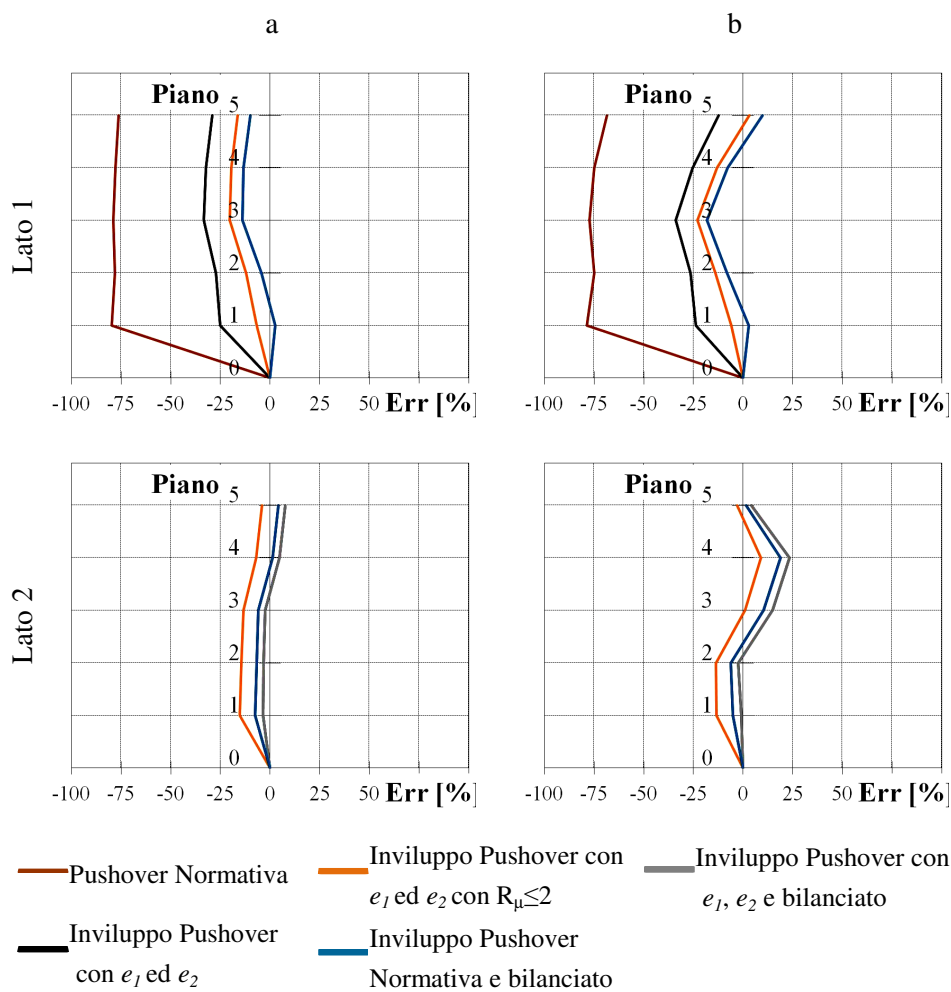 a b
Piano Piano
5 5
4 4
3 3
2 2
1 1
0 0
Lato 1
-100 -75 -50 -25 0 25 50 Err [%] -100 -75 -50 -25 0 25 50 Err [%]
Piano Piano
5 5
4 4
3 3
2 2
1 1
0 0
Lato 2
-100 -75 -50 -25 0 25 50 Err [%] -100 -75 -50 -25 0 25 50 Err [%]
Pushover Normativa
Inviluppo Pushover
con e1 ed e2
Inviluppo Pushover con
e1 ed e2 con Rμ≤2
Inviluppo Pushover
Normativa e bilanciato
Inviluppo Pushover con
e1, e2 e bilanciato